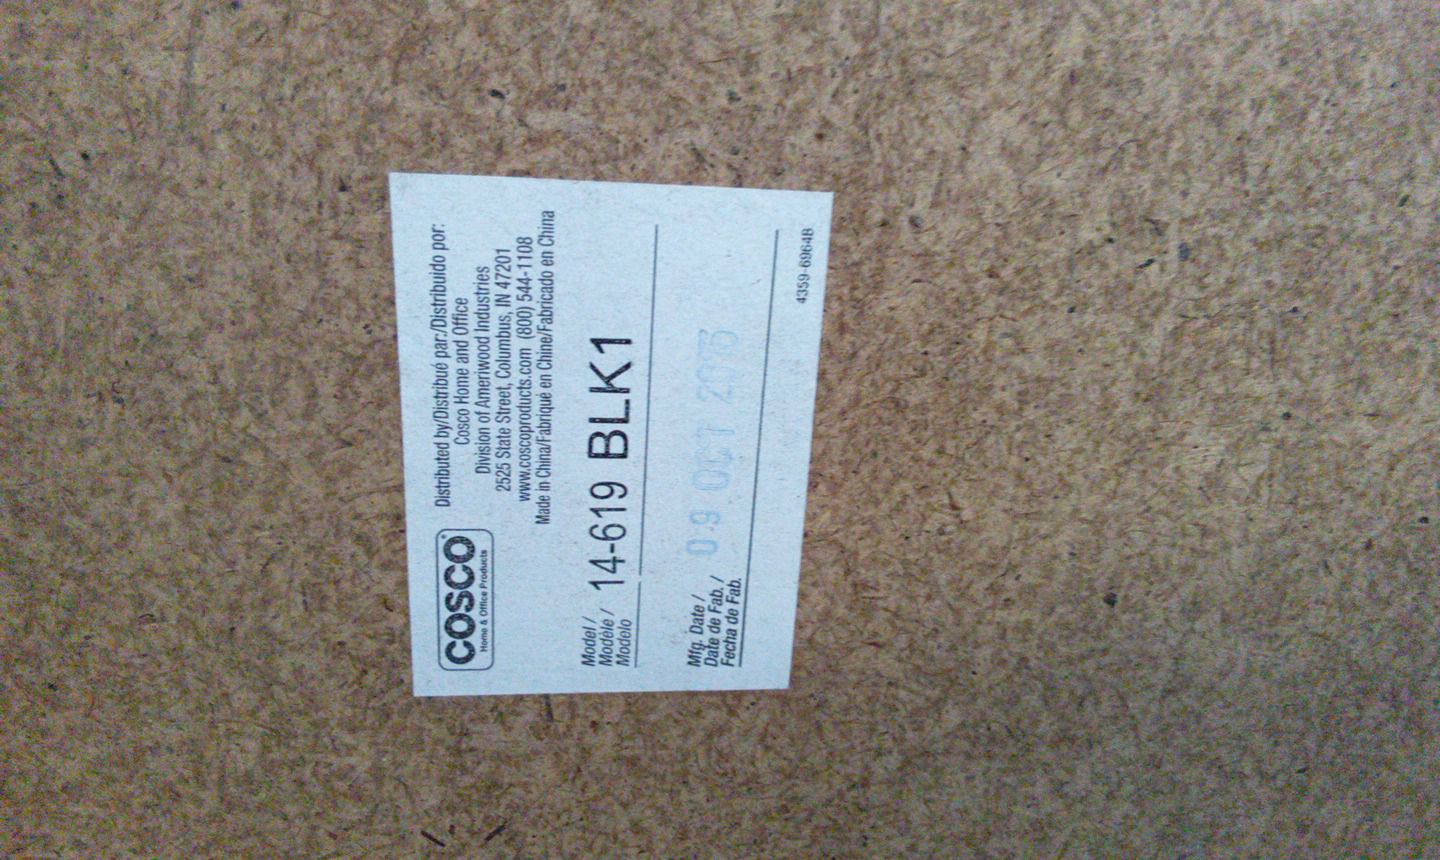 COSCO®
Home & Office Products
Distributed by/Distribué par:/Distribuido por:
Cosco Home and Office
Division of Ameriwood Industries
2525 State Street, Columbus, IN 47201
www.coscoproducts.com (800) 544-1108
Made in China/Fabriqué en Chine/Fabricado en China
Model /
Modèle /
Modelo
14-619 BLK1
Mfg. Date /
Date de Fab. /
Fecha de Fab.
09 OCT
4359-6964B